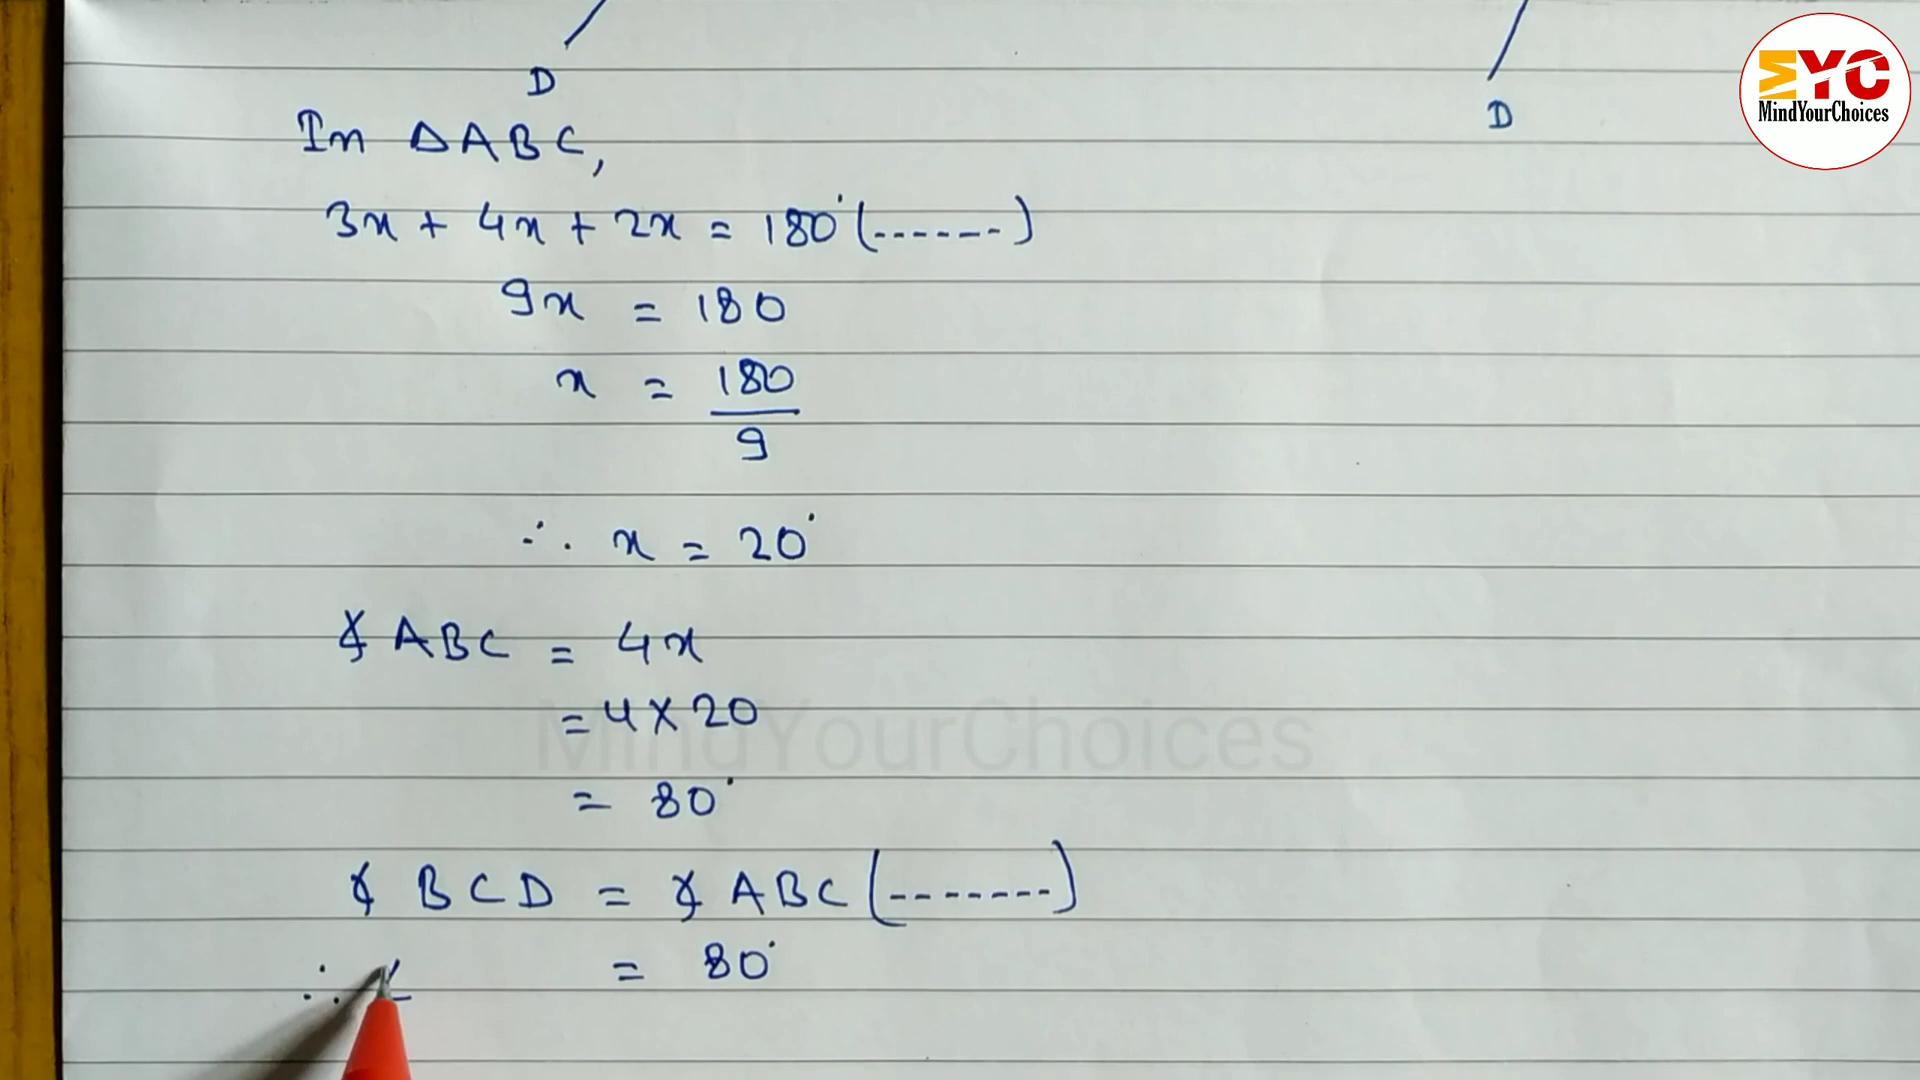 D
D
MYC
MindYourChoices
In ΔABC,
3x + 4x + 2x = 180° (------)
9x = 180
x = 180/9
∴ x = 20°
∠ABC = 4x
= 4 × 20
MindYourChoices
= 80°
∠BCD = ∠ABC (-------)
∴ ∠ = 80°